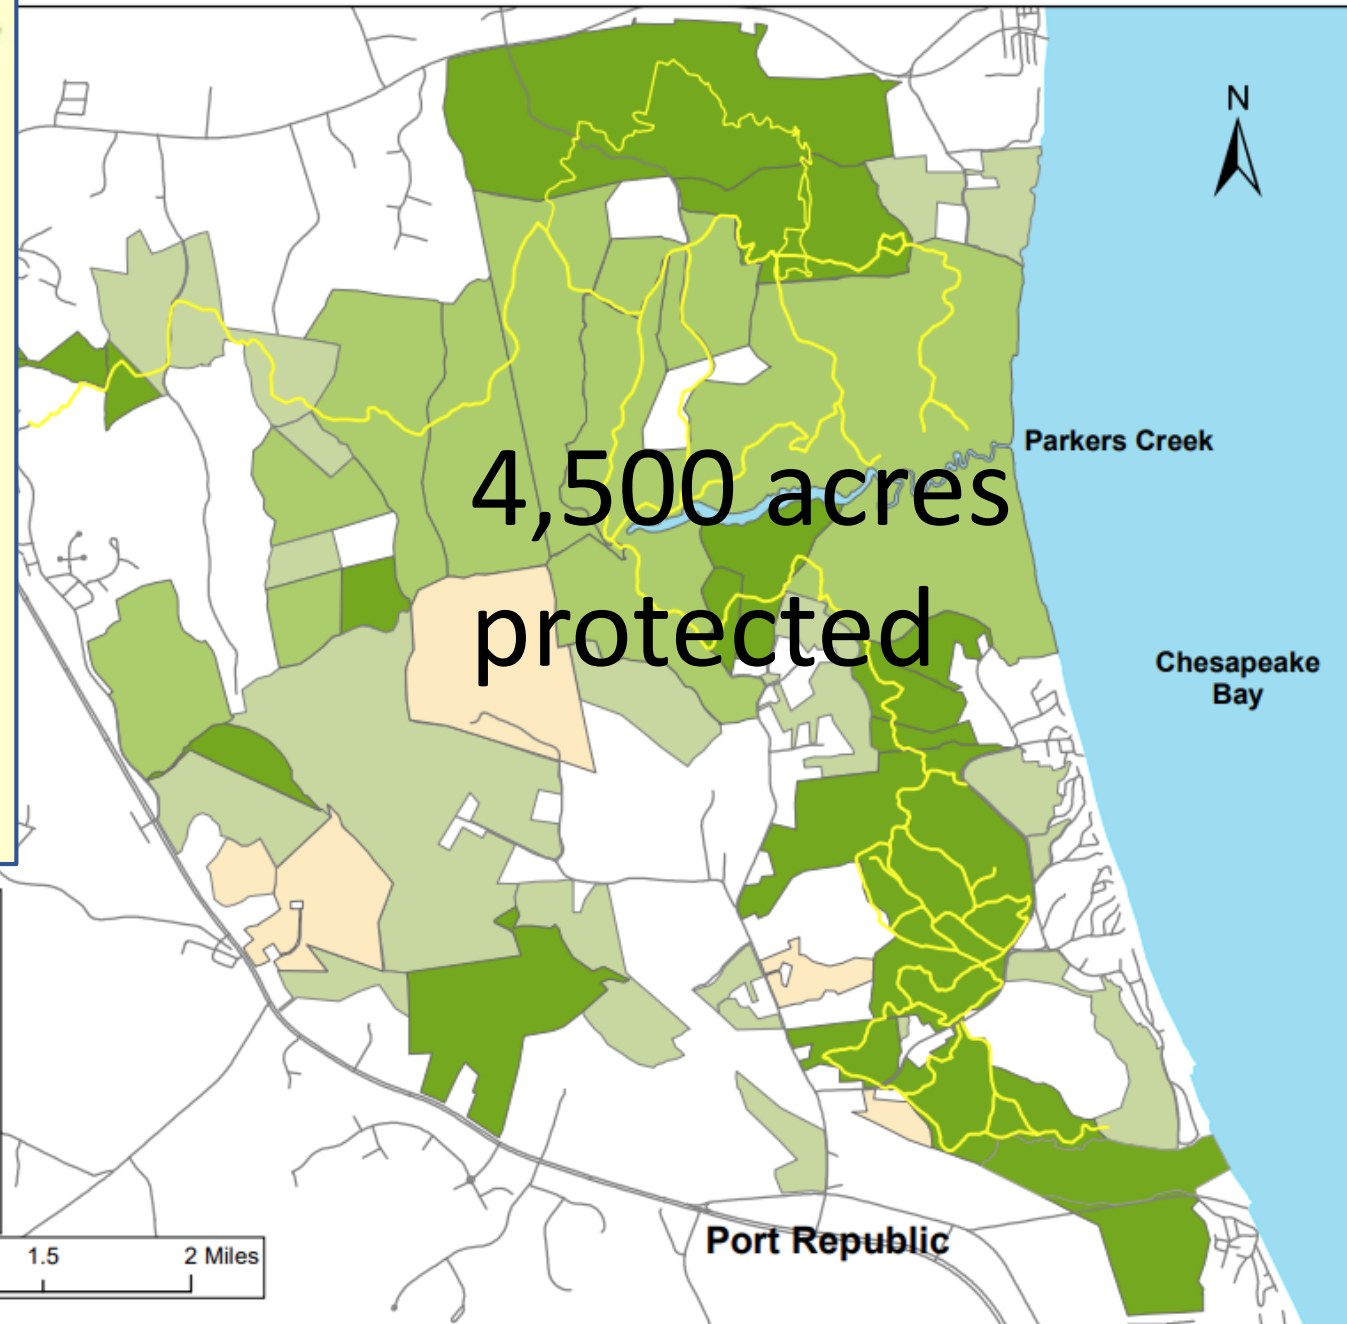 N
Parkers Creek
4,500 acres
protected
Chesapeake
Bay
Port Republic
1.5 2 Miles